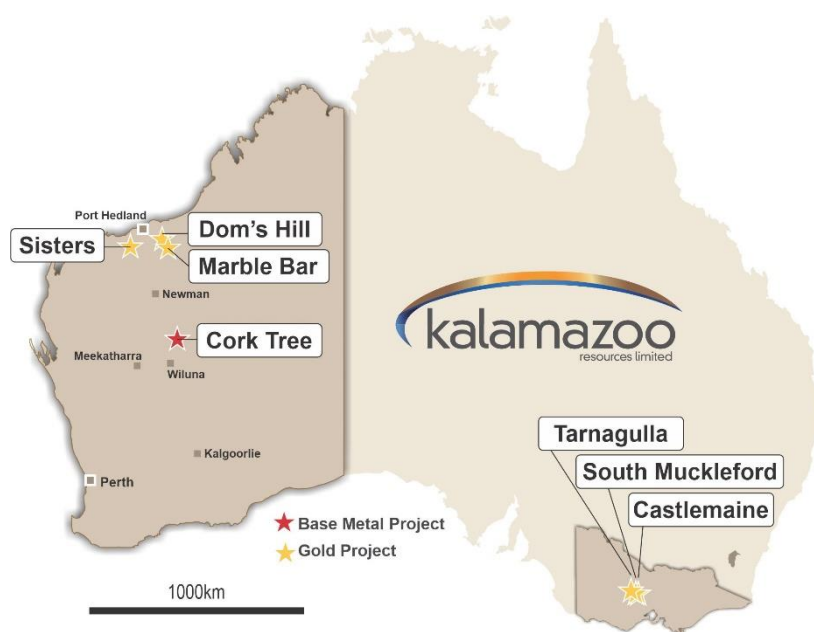 Port Hedland
Dom's Hill
Sisters
Marble Bar
Newman
Cork Tree
Meekatharra
Wiluna
kalamazoo
resources limited
Kalgoorlie
Perth
Tarnagulla
South Muckleford
Castlemaine
Base Metal Project
Gold Project
1000km